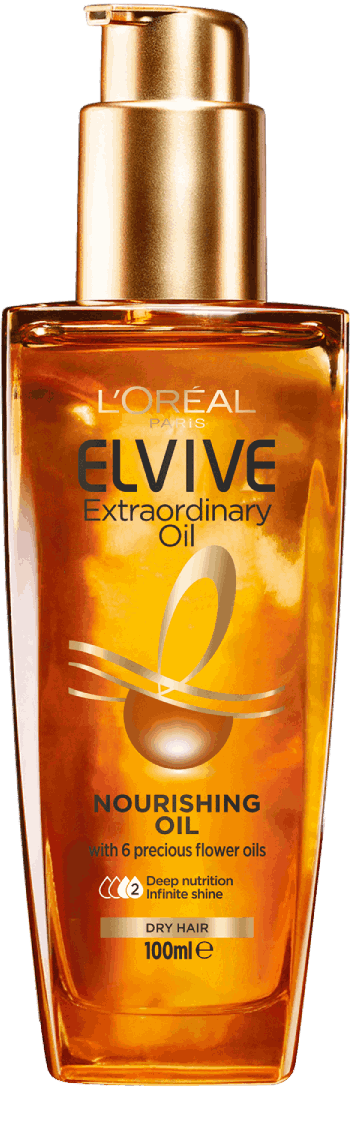 L'ORÉAL
PARIS
ELVIVE
Extraordinary
Oil
NOURISHING
OIL
with 6 precious flower oils
2 Deep nutrition
Infinite shine
DRY HAIR
100ml ℮